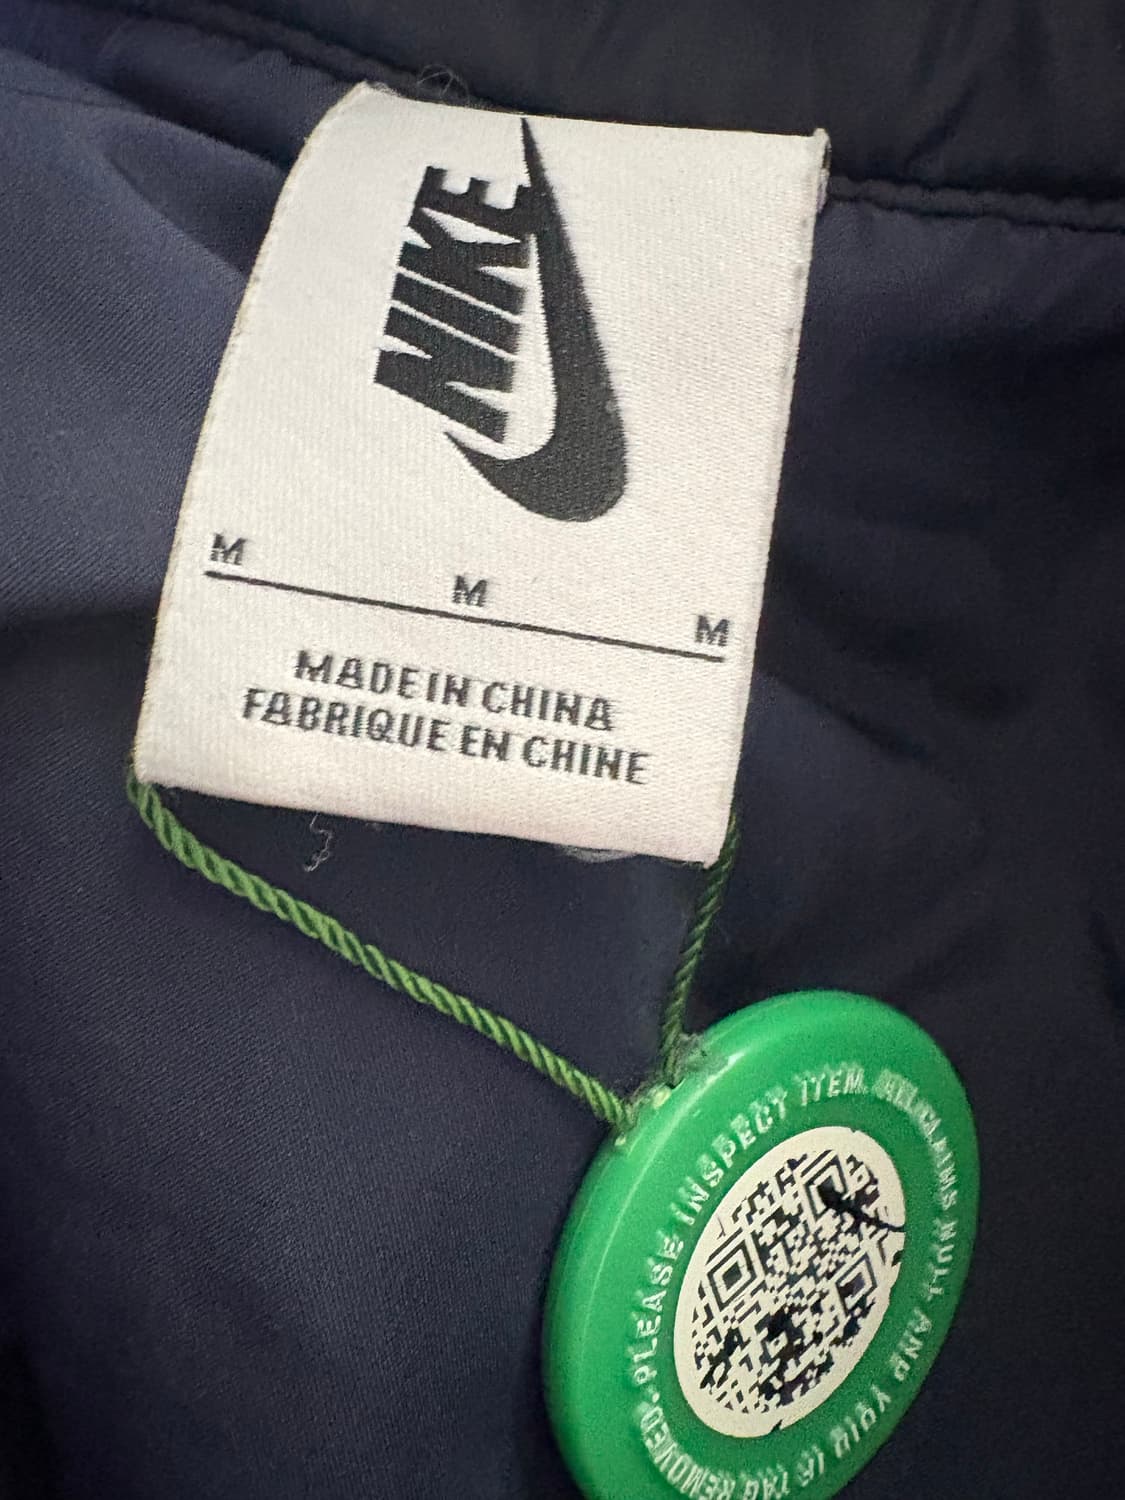 NIKE
M
M
M
MADE IN CHINA
FABRIQUE EN CHINE
PLEASE INSPECT ITEM. ALL CLAIMS NULL AND VOID IF TAG REMOVED.